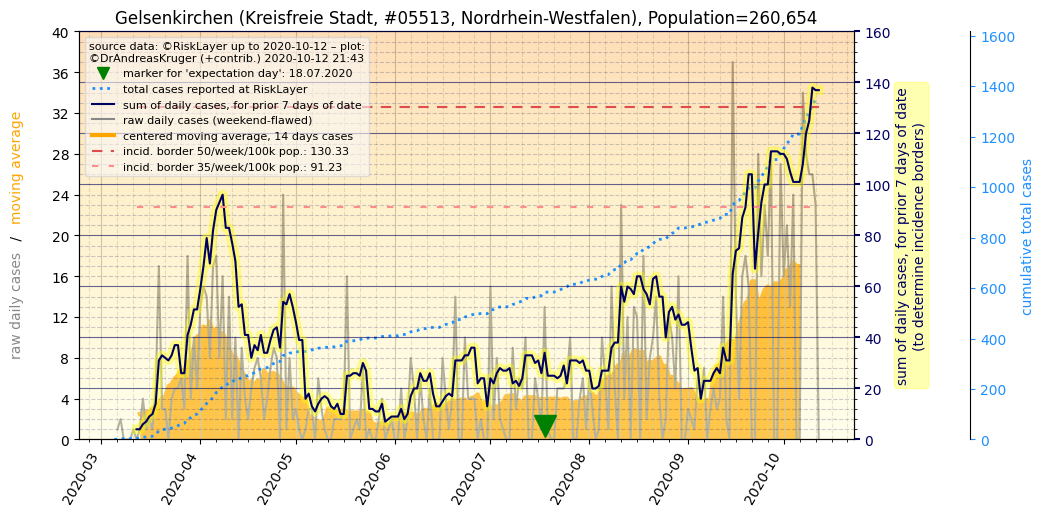 Gelsenkirchen (Kreisfreie Stadt, #05513, Nordrhein-Westfalen), Population=260,654
source data: ©RiskLayer up to 2020-10-12 – plot:
©DrAndreasKruger (+contrib.) 2020-10-12 21:43
marker for 'expectation day': 18.07.2020
total cases reported at RiskLayer
sum of daily cases, for prior 7 days of date
raw daily cases (weekend-flawed)
centered moving average, 14 days cases
incid. border 50/week/100k pop.: 130.33
incid. border 35/week/100k pop.: 91.23
raw daily cases / moving average
40
36
32
28
24
20
16
12
8
4
0
160
140
120
100
80
60
40
20
0
sum of daily cases, for prior 7 days of date
(to determine incidence borders)
1600
1400
1200
1000
800
600
400
200
0
cumulative total cases
2020-03
2020-04
2020-05
2020-06
2020-07
2020-08
2020-09
2020-10